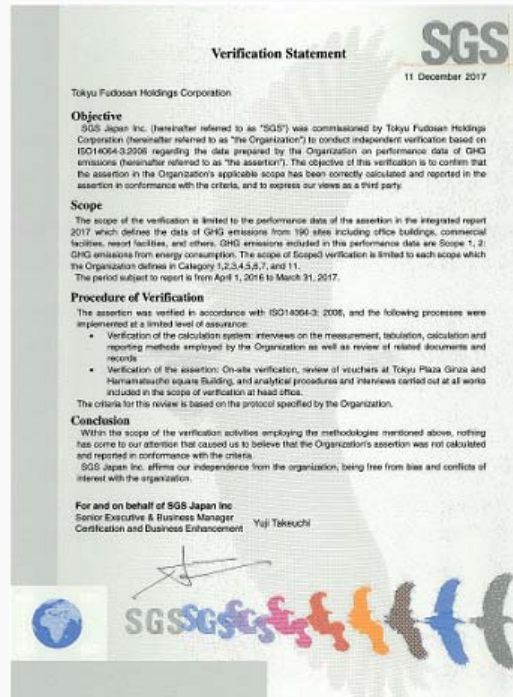 SGS
Verification Statement
11 December 2017
Tokyu Fudosan Holdings Corporation
Objective
SGS Japan Inc. (hereinafter referred to as "SGS") was commissioned by Tokyu Fudosan Holdings
Corporation (hereinafter referred to as "the Organization") to conduct independent verification based on
ISO14064-3:2006 regarding the data prepared by the Organization on performance data of GHG
emissions (hereinafter referred to as "the assertion"). The objective of this verification is to confirm that
the assertion in the Organization's applicable scope has been correctly calculated and reported in the
assertion in conformance with the criteria, and to express our views as a third party.
Scope
The scope of the verification is limited to the performance data of the assertion in the integrated report
2017 which defines the data of GHG emissions from 190 sites including office buildings, commercial
facilities, resort facilities, and others. GHG emissions included in this performance data are Scope 1, 2:
GHG emissions from energy consumption. The scope of Scope3 verification is limited to each scope which
the Organization defines in Category 1,2,3,4,5,6,7, and 11.
The period subject to report is from April 1, 2016 to March 31, 2017.
Procedure of Verification
The assertion was verified in accordance with ISO14064-3: 2006, and the following processes were
implemented at a limited level of assurance:
• Verification of the calculation system: interviews on the measurement, tabulation, calculation and
reporting methods employed by the Organization as well as review of related documents and
records
• Verification of the assertion: On-site verification, review of vouchers at Tokyu Plaza Ginza and
Hamamatsucho square Building, and analytical procedures and interviews carried out at all works
included in the scope of verification at head office.
The criteria for this review is based on the protocol specified by the Organization.
Conclusion
Within the scope of the verification activities employing the methodologies mentioned above, nothing
has come to our attention that caused us to believe that the Organization's assertion was not calculated
and reported in conformance with the criteria.
SGS Japan Inc. affirms our independence from the organization, being free from bias and conflicts of
interest with the organization.
For and on behalf of SGS Japan Inc
Senior Executive & Business Manager
Certification and Business Enhancement Yuji Takeuchi
SGSSGSSGS